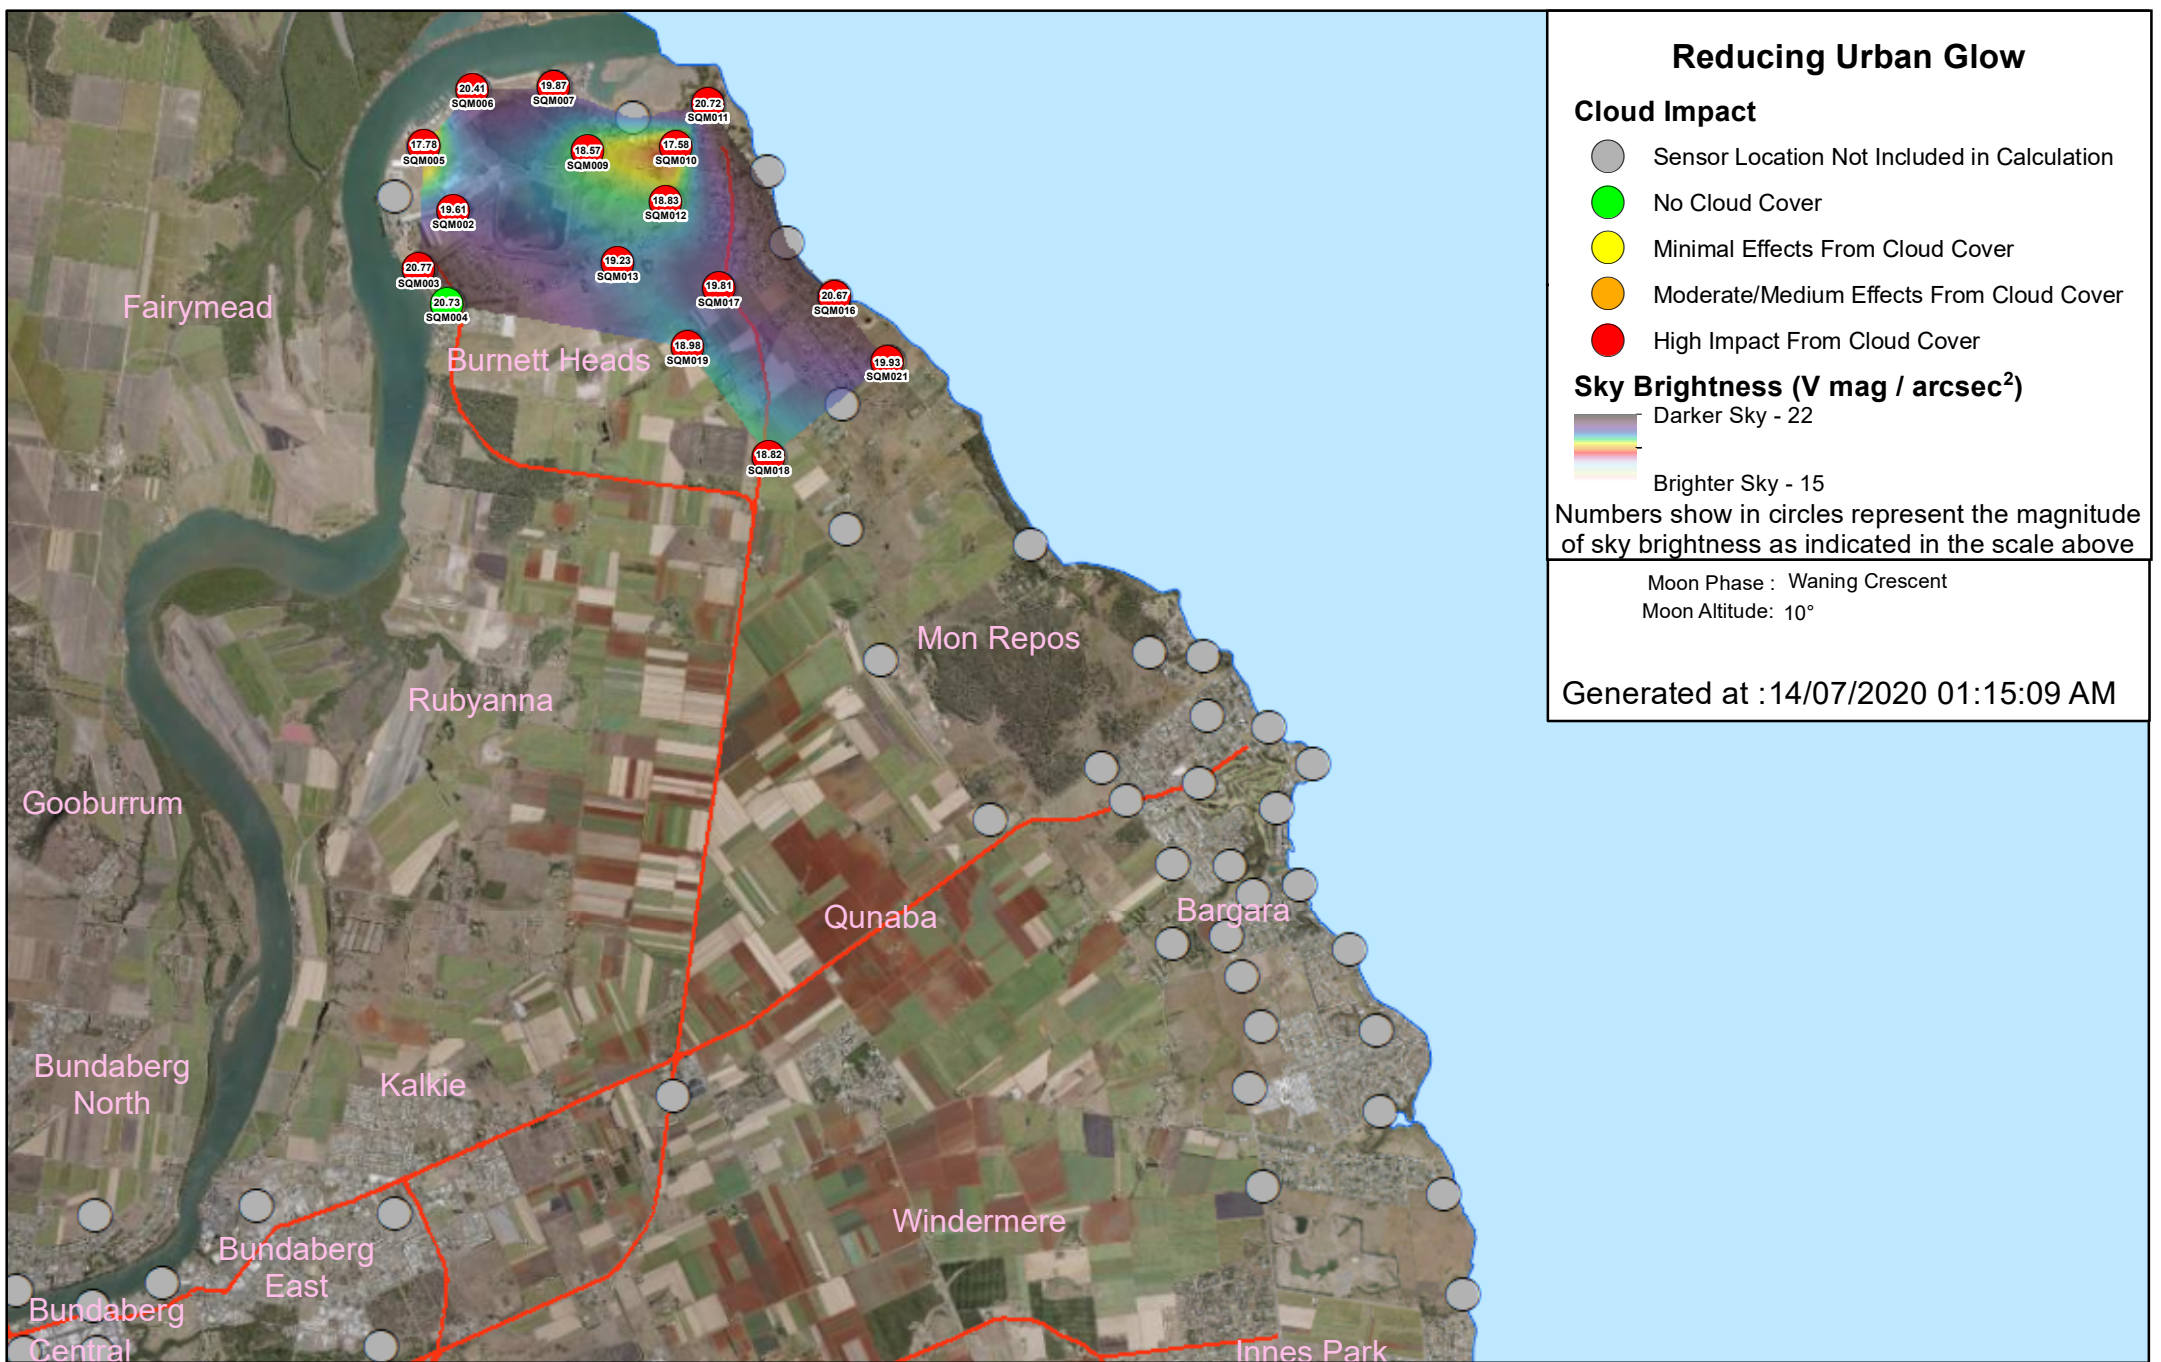 Reducing Urban Glow
Cloud Impact
Sensor Location Not Included in Calculation
No Cloud Cover
Minimal Effects From Cloud Cover
Moderate/Medium Effects From Cloud Cover
High Impact From Cloud Cover
Sky Brightness (V mag / arcsec²)
Darker Sky - 22
Brighter Sky - 15
Numbers show in circles represent the magnitude
of sky brightness as indicated in the scale above
Moon Phase : Waning Crescent
Moon Altitude: 10°
Generated at :14/07/2020 01:15:09 AM
20.41
SQM006
19.87
SQM007
20.72
SQM011
17.78
SQM005
18.57
SQM009
17.58
SQM010
19.61
SQM002
18.83
SQM012
20.77
SQM003
19.23
SQM013
20.73
SQM004
19.81
SQM017
20.67
SQM016
18.98
SQM019
19.93
SQM021
18.82
SQM018
Fairymead
Burnett Heads
Mon Repos
Rubyanna
Gooburrum
Qunaba
Bargara
Bundaberg
North
Kalkie
Windermere
Bundaberg
East
Bundaberg
Central
Innes Park